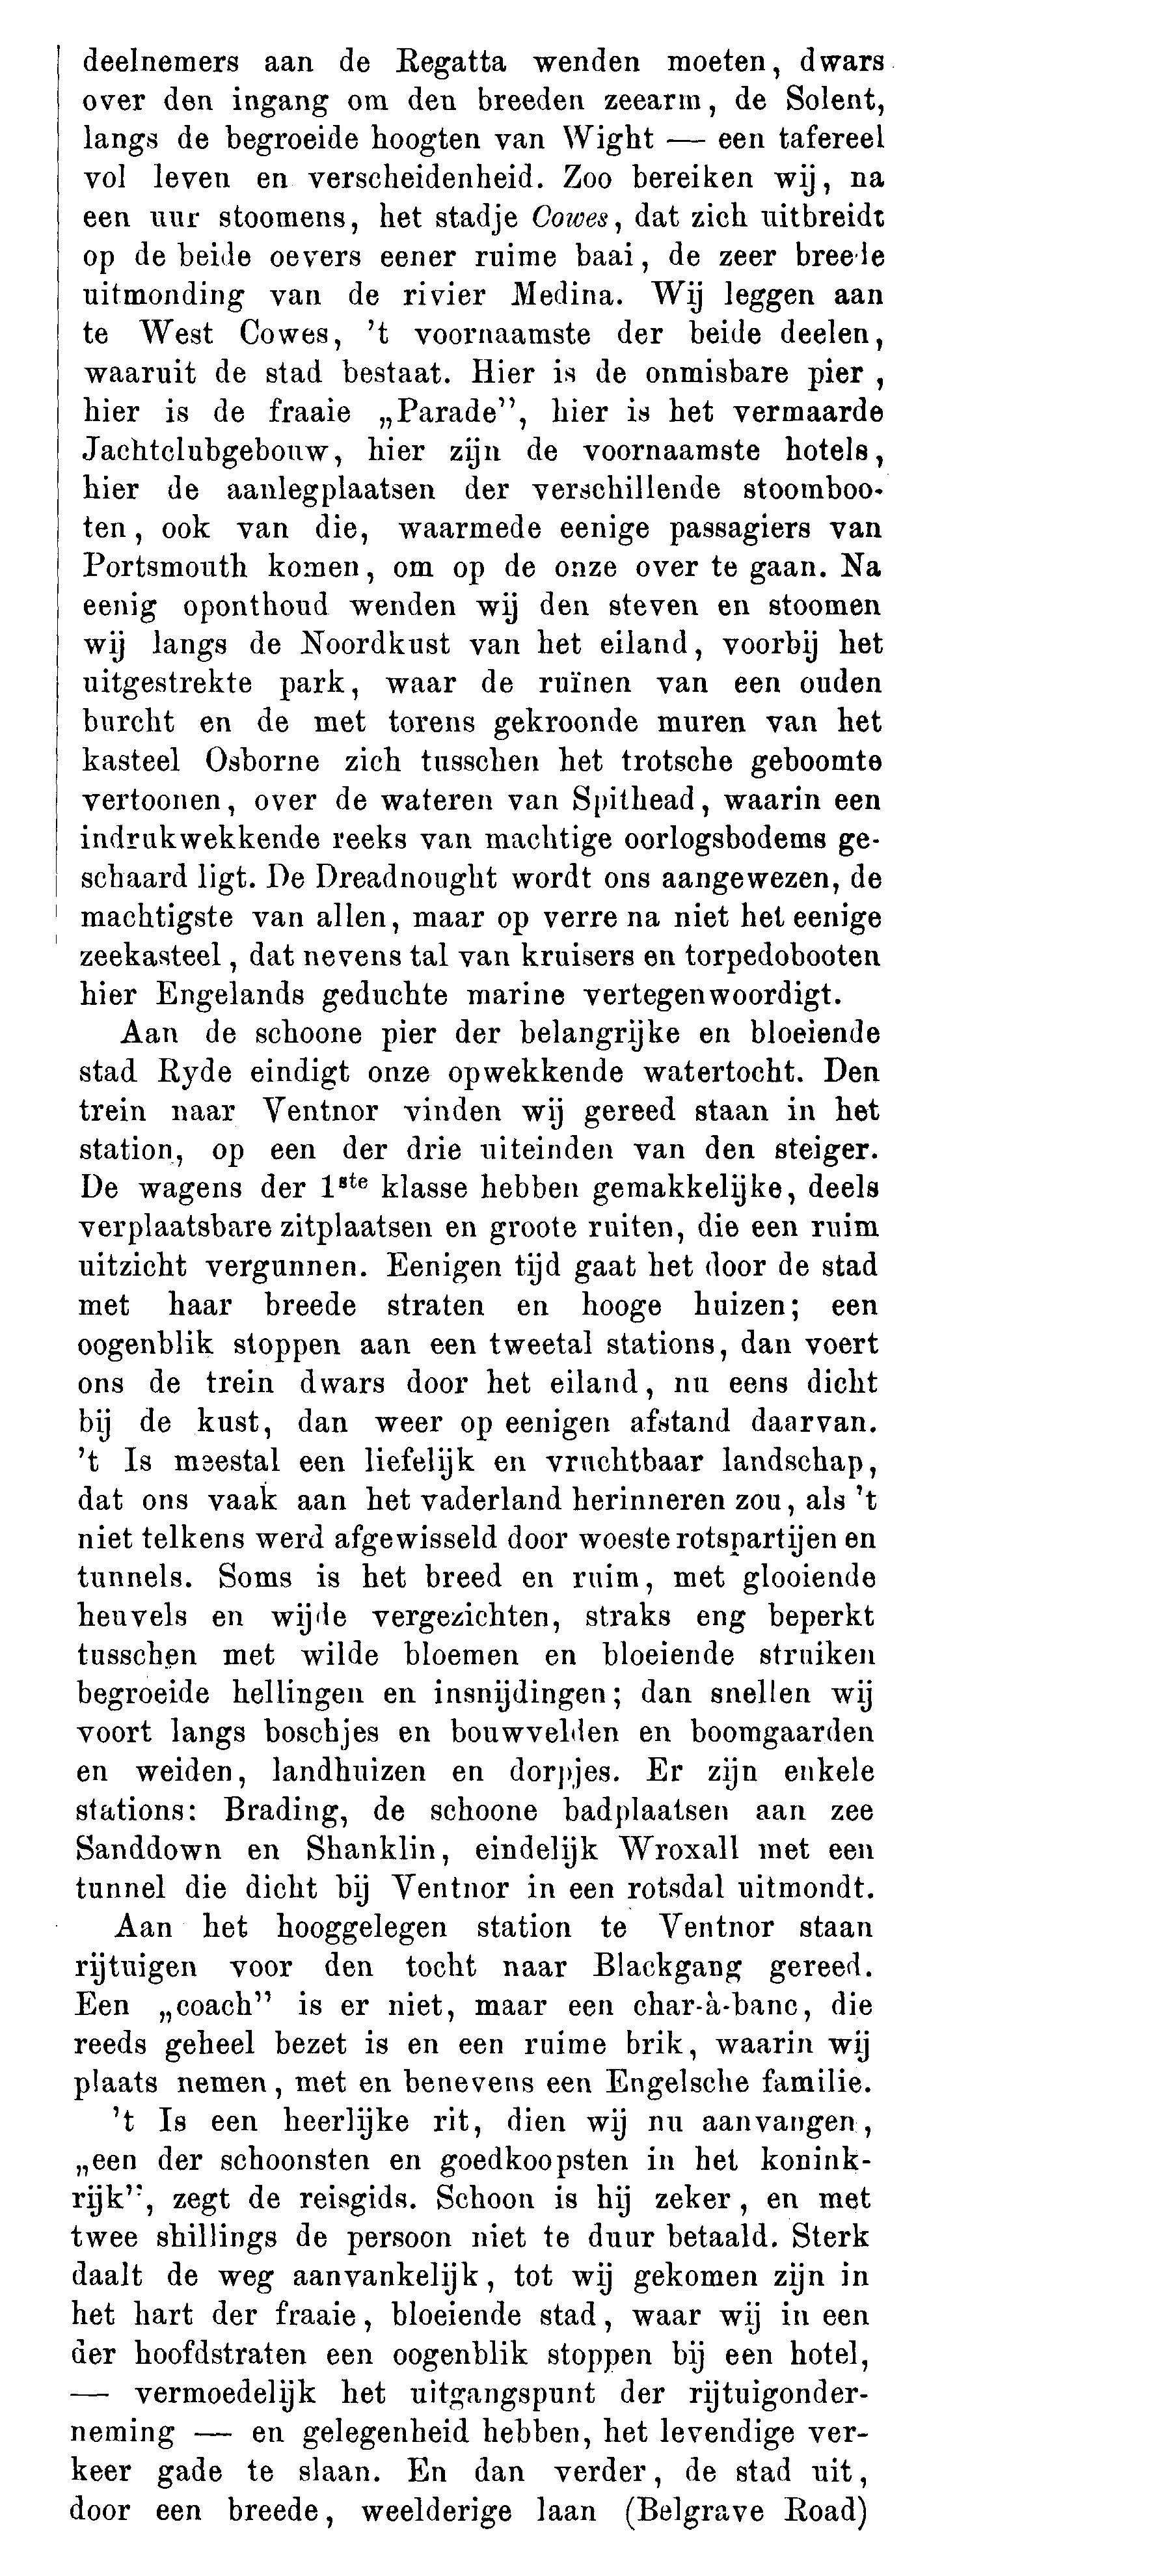 deelnemers aan de Regatta wenden moeten, dwars
over den ingang om den breeden zeearm, de Solent,
langs de begroeide hoogten van Wight — een tafereel
vol leven en verscheidenheid. Zoo bereiken wij, na
een uur stoomens, het stadje Cowes, dat zich uitbreidt
op de beide oevers eener ruime baai, de zeer breede
uitmonding van de rivier Medina. Wij leggen aan
te West Cowes, 't voornaamste der beide deelen,
waaruit de stad bestaat. Hier is de onmisbare pier,
hier is de fraaie „Parade”, hier is het vermaarde
Jachtclubgebouw, hier zijn de voornaamste hotels,
hier de aanlegplaatsen der verschillende stoomboo-
ten, ook van die, waarmede eenige passagiers van
Portsmouth komen, om op de onze over te gaan. Na
eenig oponthoud wenden wij den steven en stoomen
wij langs de Noordkust van het eiland, voorbij het
uitgestrekte park, waar de ruïnen van een ouden
burcht en de met torens gekroonde muren van het
kasteel Osborne zich tusschen het trotsche geboomte
vertoonen, over de wateren van Spithead, waarin een
indrukwekkende reeks van machtige oorlogsbodems ge-
schaard ligt. De Dreadnought wordt ons aangewezen, de
machtigste van allen, maar op verre na niet het eenige
zeekasteel, dat nevens tal van kruisers en torpedobooten
hier Engelands geduchte marine vertegenwoordigt.
Aan de schoone pier der belangrijke en bloeiende
stad Ryde eindigt onze opwekkende watertocht. Den
trein naar Ventnor vinden wij gereed staan in het
station, op een der drie uiteinden van den steiger.
De wagens der 1ste klasse hebben gemakkelijke, deels
verplaatsbare zitplaatsen en groote ruiten, die een ruim
uitzicht vergunnen. Eenigen tijd gaat het door de stad
met haar breede straten en hooge huizen; een
oogenblik stoppen aan een tweetal stations, dan voert
ons de trein dwars door het eiland, nu eens dicht
bij de kust, dan weer op eenigen afstand daarvan.
't Is meestal een liefelijk en vruchtbaar landschap,
dat ons vaak aan het vaderland herinneren zou, als 't
niet telkens werd afgewisseld door woeste rotspartijen en
tunnels. Soms is het breed en ruim, met glooiende
heuvels en wijde vergezichten, straks eng beperkt
tusschen met wilde bloemen en bloeiende struiken
begroeide hellingen en insnijdingen; dan snellen wij
voort langs boschjes en bouwvelden en boomgaarden
en weiden, landhuizen en dorpjes. Er zijn enkele
stations: Brading, de schoone badplaatsen aan zee
Sanddown en Shanklin, eindelijk Wroxall met een
tunnel die dicht bij Ventnor in een rotsdal uitmondt.
Aan het hooggelegen station te Ventnor staan
rijtuigen voor den tocht naar Blackgang gereed.
Een „coach” is er niet, maar een char-à-banc, die
reeds geheel bezet is en een ruime brik, waarin wij
plaats nemen, met en benevens een Engelsche familie.
't Is een heerlijke rit, dien wij nu aanvangen,
„een der schoonsten en goedkoopsten in het konink-
rijk”, zegt de reisgids. Schoon is hij zeker, en met
twee shillings de persoon niet te duur betaald. Sterk
daalt de weg aanvankelijk, tot wij gekomen zijn in
het hart der fraaie, bloeiende stad, waar wij in een
der hoofdstraten een oogenblik stoppen bij een hotel,
— vermoedelijk het uitgangspunt der rijtuigonder-
neming — en gelegenheid hebben, het levendige ver-
keer gade te slaan. En dan verder, de stad uit,
door een breede, weelderige laan (Belgrave Road)